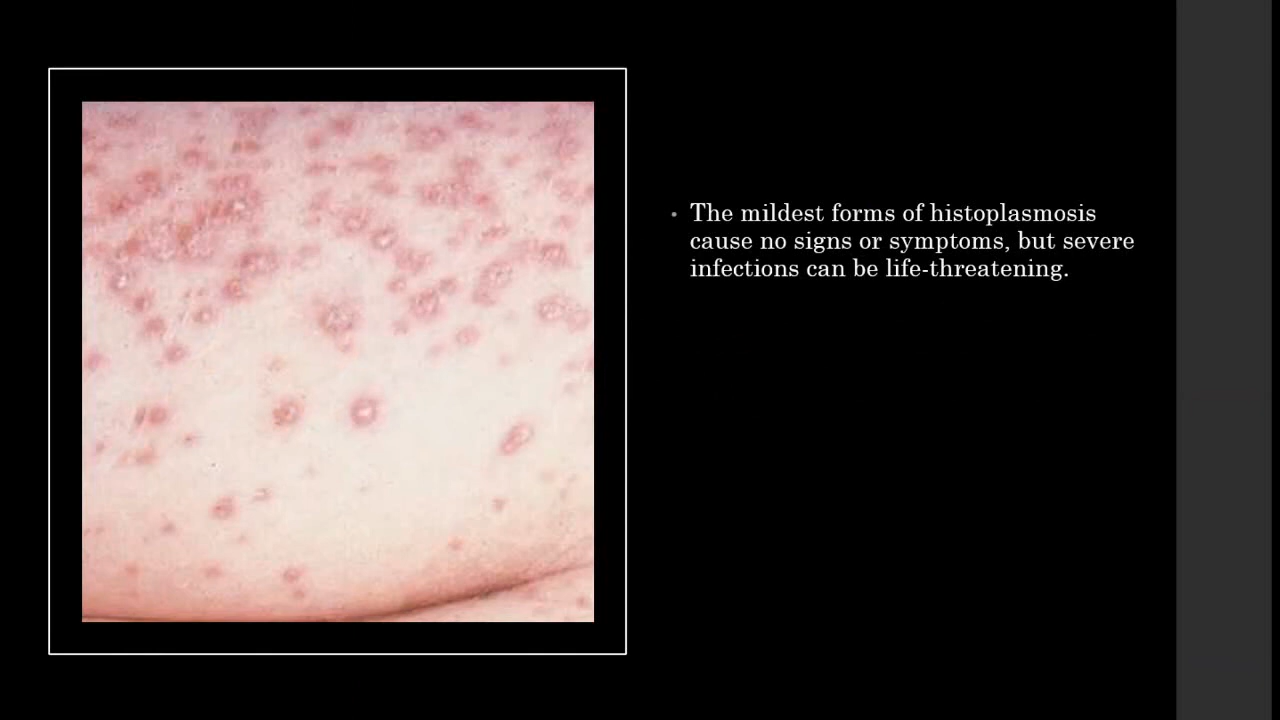 • The mildest forms of histoplasmosis
cause no signs or symptoms, but severe
infections can be life-threatening.